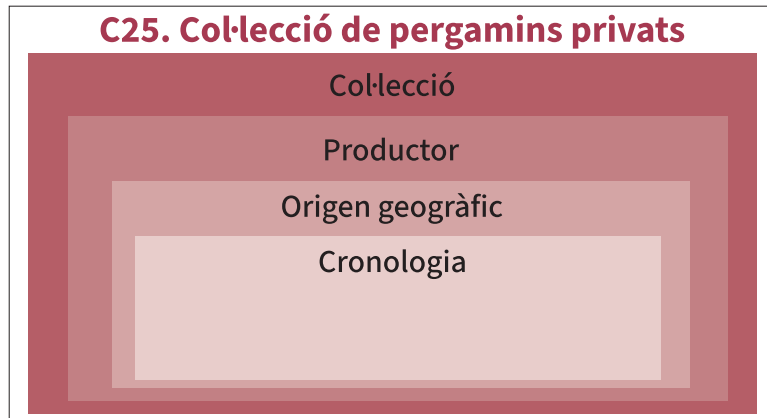 C25. Col·lecció de pergamins privats
Col·lecció
Productor
Origen geogràfic
Cronologia